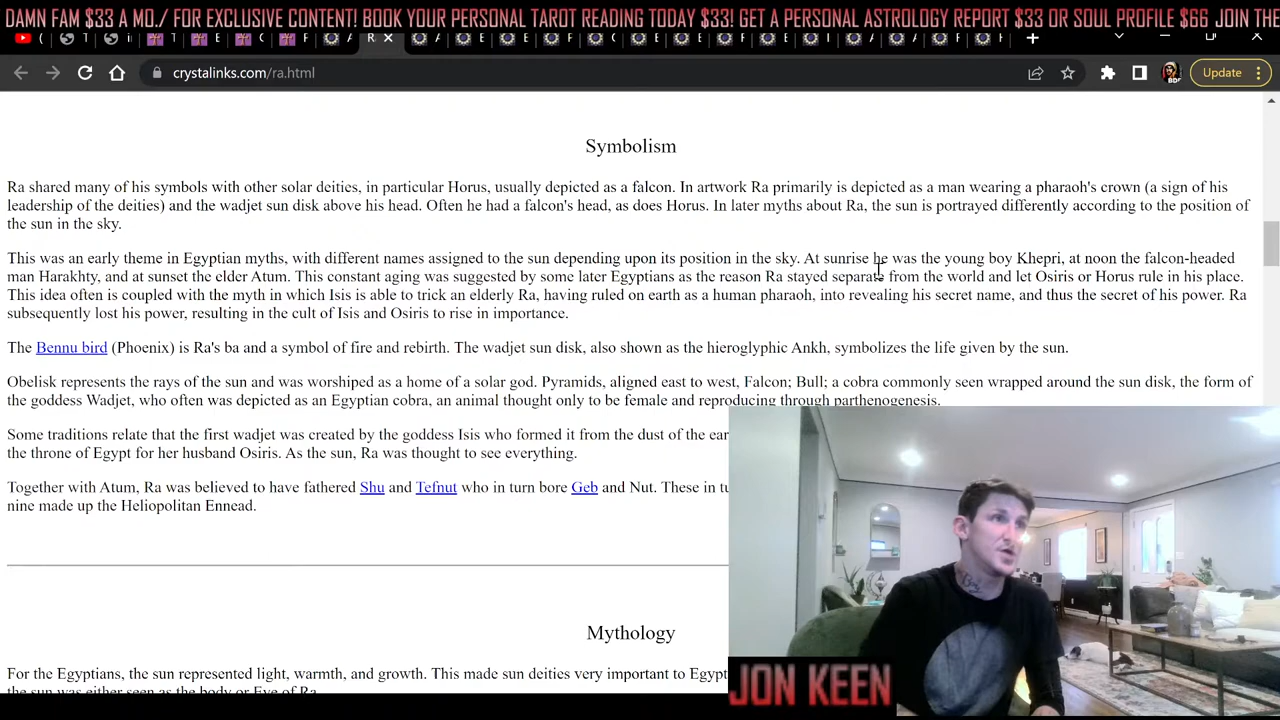 DAMN FAM $33 A MO./ FOR EXCLUSIVE CONTENT! BOOK YOUR PERSONAL TAROT READING TODAY $33! GET A PERSONAL ASTROLOGY REPORT $33 OR SOUL PROFILE $66 JOIN THE
crystalinks.com/ra.html
Update
Symbolism
Ra shared many of his symbols with other solar deities, in particular Horus, usually depicted as a falcon. In artwork Ra primarily is depicted as a man wearing a pharaoh's crown (a sign of his
leadership of the deities) and the wadjet sun disk above his head. Often he had a falcon's head, as does Horus. In later myths about Ra, the sun is portrayed differently according to the position of
the sun in the sky.
This was an early theme in Egyptian myths, with different names assigned to the sun depending upon its position in the sky. At sunrise he was the young boy Khepri, at noon the falcon-headed
man Harakhty, and at sunset the elder Atum. This constant aging was suggested by some later Egyptians as the reason Ra stayed separate from the world and let Osiris or Horus rule in his place.
This idea often is coupled with the myth in which Isis is able to trick an elderly Ra, having ruled on earth as a human pharaoh, into revealing his secret name, and thus the secret of his power. Ra
subsequently lost his power, resulting in the cult of Isis and Osiris to rise in importance.
The Bennu bird (Phoenix) is Ra's ba and a symbol of fire and rebirth. The wadjet sun disk, also shown as the hieroglyphic Ankh, symbolizes the life given by the sun.
Obelisk represents the rays of the sun and was worshiped as a home of a solar god. Pyramids, aligned east to west, Falcon; Bull; a cobra commonly seen wrapped around the sun disk, the form of
the goddess Wadjet, who often was depicted as an Egyptian cobra, an animal thought only to be female and reproducing through parthenogenesis.
Some traditions relate that the first wadjet was created by the goddess Isis who formed it from the dust of the ear
the throne of Egypt for her husband Osiris. As the sun, Ra was thought to see everything.
Together with Atum, Ra was believed to have fathered Shu and Tefnut who in turn bore Geb and Nut. These in tu
nine made up the Heliopolitan Ennead.
Mythology
For the Egyptians, the sun represented light, warmth, and growth. This made sun deities very important to Egypt
the sun was either seen as the body or Eye of Ra
JON KEEN